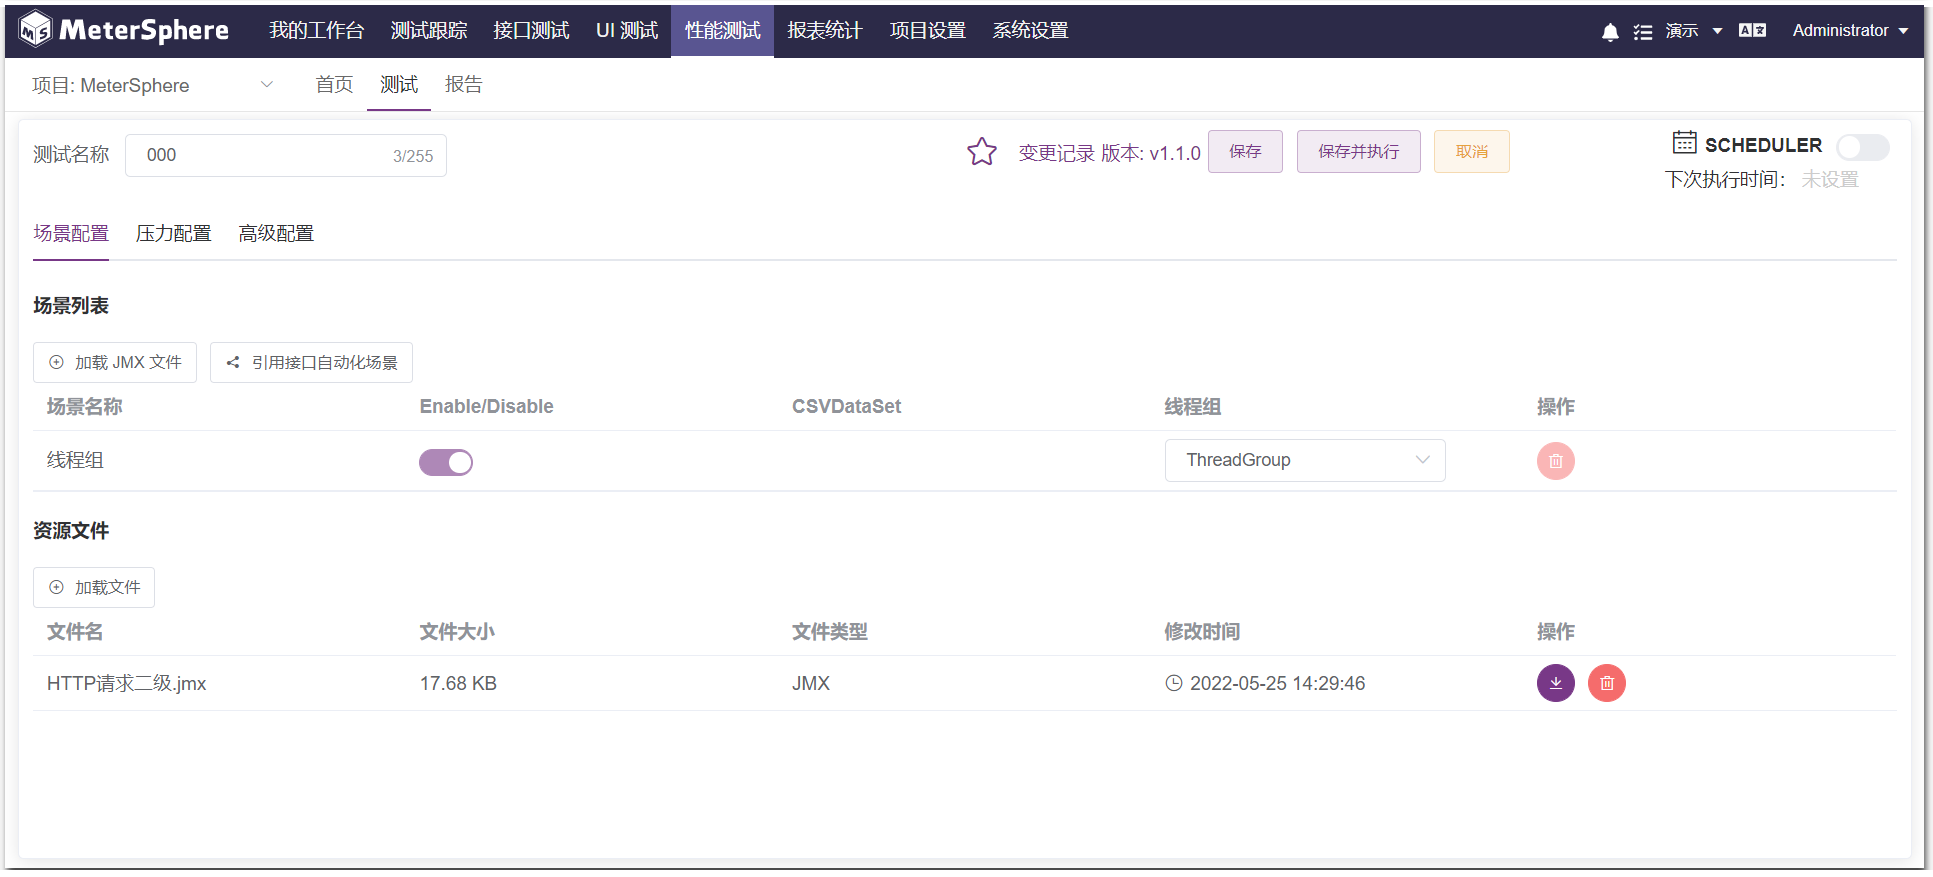 MeterSphere 我的工作台 测试跟踪 接口测试 UI 测试 性能测试 报表统计 项目设置 系统设置 演示 Administrator
项目: MeterSphere 首页 测试 报告
测试名称 000 3/255 变更记录 版本: v1.1.0 保存 保存并执行 取消 SCHEDULER
下次执行时间： 未设置
场景配置 压力配置 高级配置
场景列表
加载 JMX 文件 引用接口自动化场景
场景名称 Enable/Disable CSVDataSet 线程组 操作
线程组 ThreadGroup
资源文件
加载文件
文件名 文件大小 文件类型 修改时间 操作
HTTP请求二级.jmx 17.68 KB JMX 2022-05-25 14:29:46